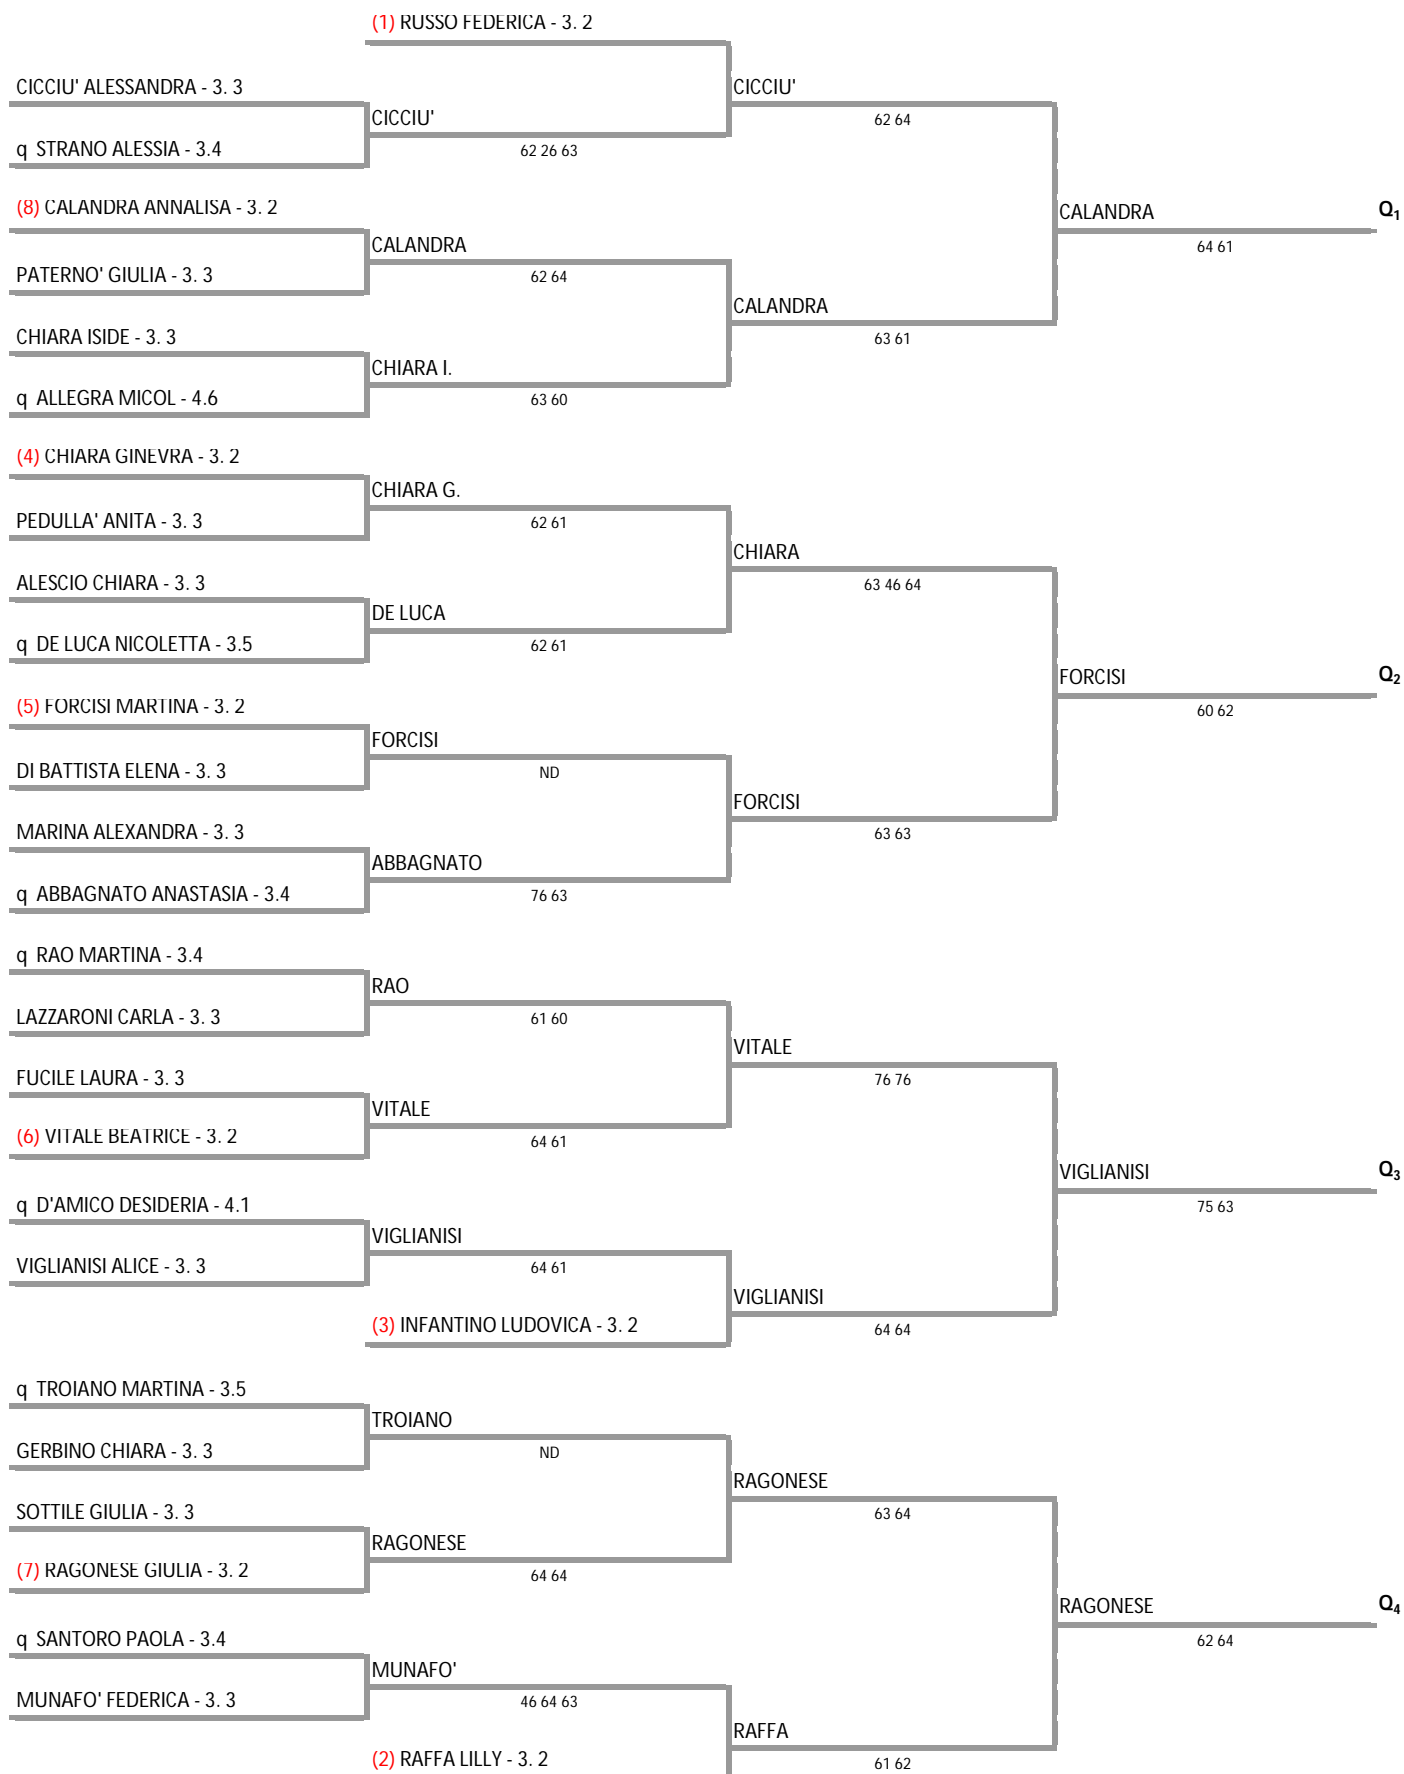 (1) RUSSO FEDERICA - 3. 2
CICCIU' ALESSANDRA - 3. 3
CICCIU'
CICCIU'
62 64
q STRANO ALESSIA - 3.4
62 26 63
(8) CALANDRA ANNALISA - 3. 2
CALANDRA
Q1
64 61
CALANDRA
PATERNO' GIULIA - 3. 3
62 64
CALANDRA
63 61
CHIARA ISIDE - 3. 3
CHIARA I.
q ALLEGRA MICOL - 4.6
63 60
(4) CHIARA GINEVRA - 3. 2
CHIARA G.
PEDULLA' ANITA - 3. 3
62 61
CHIARA
63 46 64
ALESCIO CHIARA - 3. 3
DE LUCA
q DE LUCA NICOLETTA - 3.5
62 61
FORCISI
Q2
60 62
(5) FORCISI MARTINA - 3. 2
FORCISI
DI BATTISTA ELENA - 3. 3
ND
FORCISI
63 63
MARINA ALEXANDRA - 3. 3
ABBAGNATO
q ABBAGNATO ANASTASIA - 3.4
76 63
q RAO MARTINA - 3.4
RAO
LAZZARONI CARLA - 3. 3
61 60
VITALE
76 76
FUCILE LAURA - 3. 3
VITALE
(6) VITALE BEATRICE - 3. 2
64 61
VIGLIANISI
Q3
75 63
q D'AMICO DESIDERIA - 4.1
VIGLIANISI
VIGLIANISI ALICE - 3. 3
64 61
VIGLIANISI
64 64
(3) INFANTINO LUDOVICA - 3. 2
q TROIANO MARTINA - 3.5
TROIANO
GERBINO CHIARA - 3. 3
ND
RAGONESE
63 64
SOTTILE GIULIA - 3. 3
RAGONESE
(7) RAGONESE GIULIA - 3. 2
64 64
RAGONESE
Q4
62 64
q SANTORO PAOLA - 3.4
MUNAFO'
MUNAFO' FEDERICA - 3. 3
46 64 63
RAFFA
61 62
(2) RAFFA LILLY - 3. 2